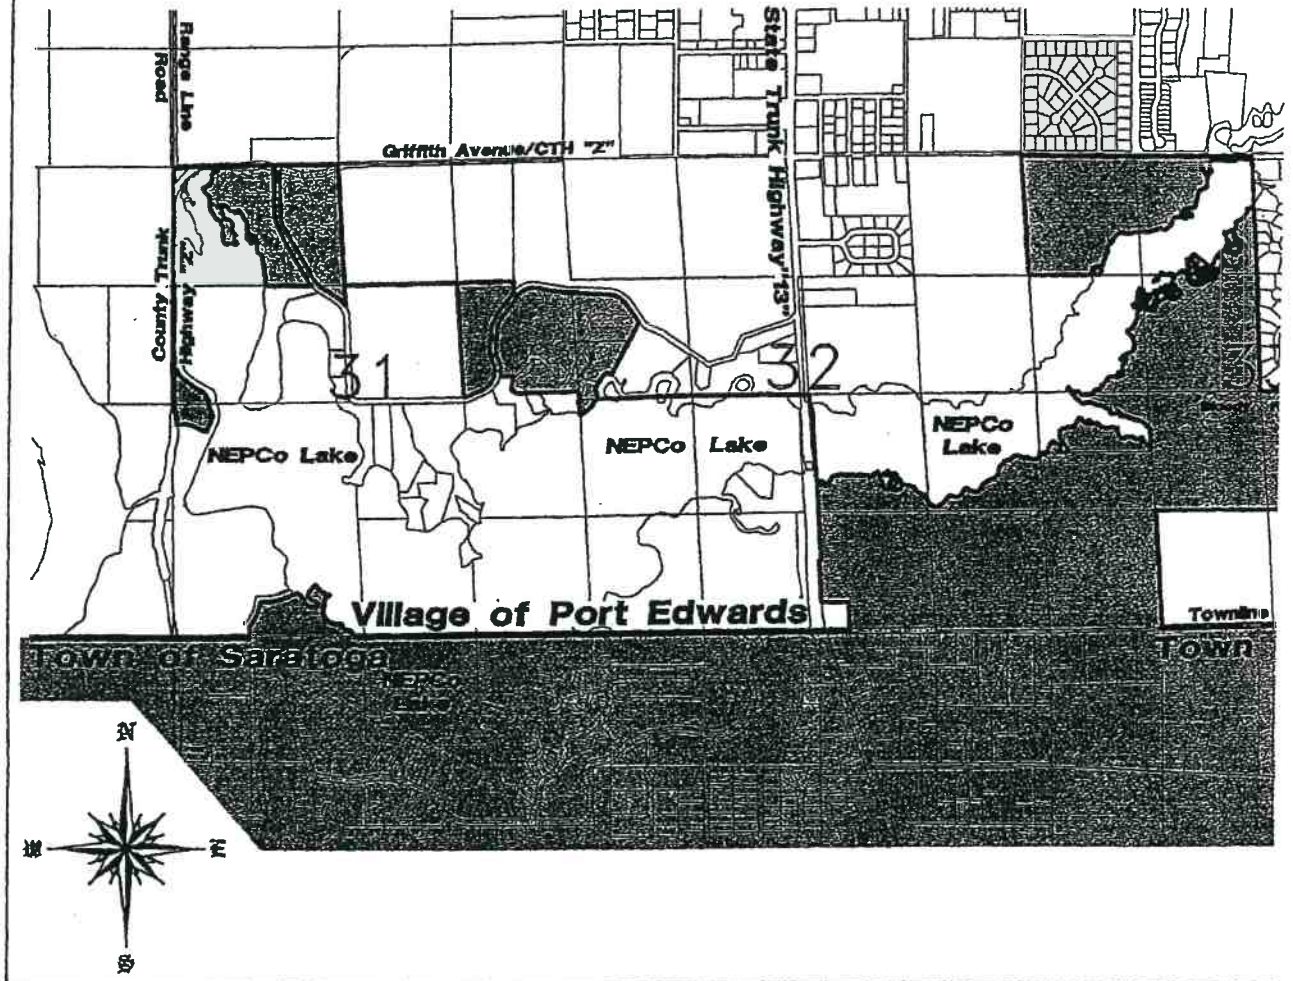 Range Line
Road
State Trunk Highway "13"
Griffith Avenue/CTH "Z"
County Trunk
Highway "Z"
31
32
NEPCo Lake
NEPCo Lake
NEPCo
Lake
Village of Port Edwards
Townline
Town of Saratoga
Town
NEPCo
Lake
N
W
E
S